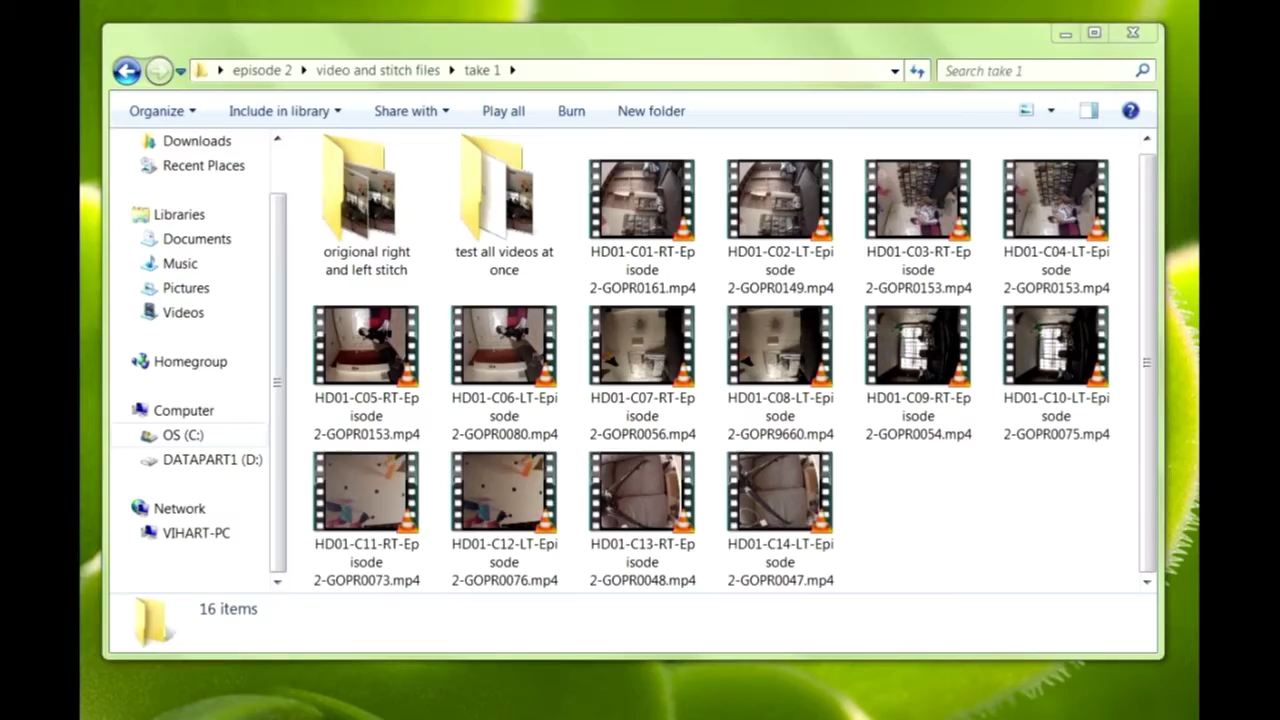 episode 2 video and stitch files take 1
Search take 1
Organize Include in library Share with Play all Burn New folder
Downloads
Recent Places
Libraries
Documents
Music
Pictures
Videos
Homegroup
Computer
OS (C:)
DATAPART1 (D:)
Network
VIHART-PC
origional right
and left stitch
test all videos at
once
HD01-C01-RT-Ep
isode
2-GOPR0161.mp4
HD01-C02-LT-Epi
sode
2-GOPR0149.mp4
HD01-C03-RT-Ep
isode
2-GOPR0153.mp4
HD01-C04-LT-Epi
sode
2-GOPR0153.mp4
HD01-C05-RT-Ep
isode
2-GOPR0153.mp4
HD01-C06-LT-Epi
sode
2-GOPR0080.mp4
HD01-C07-RT-Ep
isode
2-GOPR0056.mp4
HD01-C08-LT-Epi
sode
2-GOPR9660.mp4
HD01-C09-RT-Ep
isode
2-GOPR0054.mp4
HD01-C10-LT-Epi
sode
2-GOPR0075.mp4
HD01-C11-RT-Ep
isode
2-GOPR0073.mp4
HD01-C12-LT-Epi
sode
2-GOPR0076.mp4
HD01-C13-RT-Ep
isode
2-GOPR0048.mp4
HD01-C14-LT-Epi
sode
2-GOPR0047.mp4
16 items